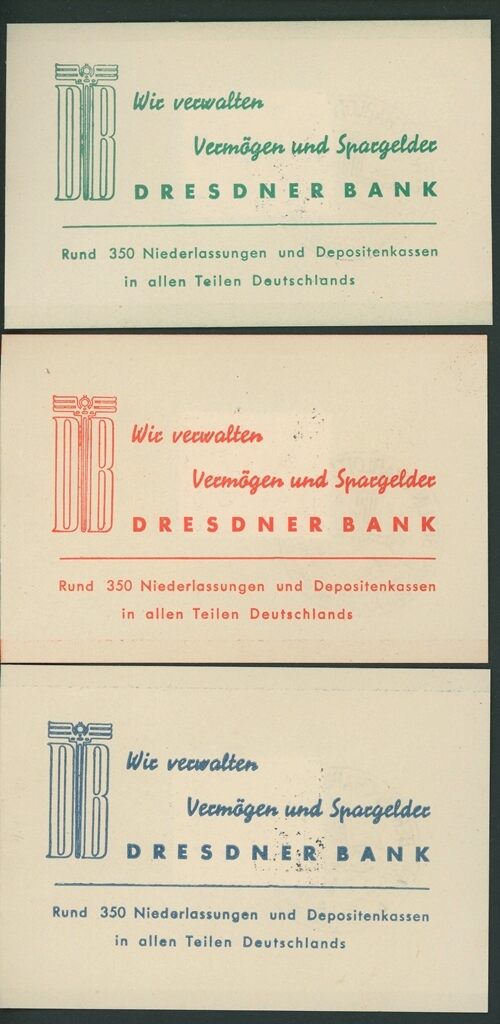 DB
Wir verwalten
Vermögen und Spargelder
DRESDNER BANK
Rund 350 Niederlassungen und Depositenkassen
in allen Teilen Deutschlands
DB
Wir verwalten
Vermögen und Spargelder
DRESDNER BANK
Rund 350 Niederlassungen und Depositenkassen
in allen Teilen Deutschlands
DB
Wir verwalten
Vermögen und Spargelder
DRESDNER BANK
Rund 350 Niederlassungen und Depositenkassen
in allen Teilen Deutschlands